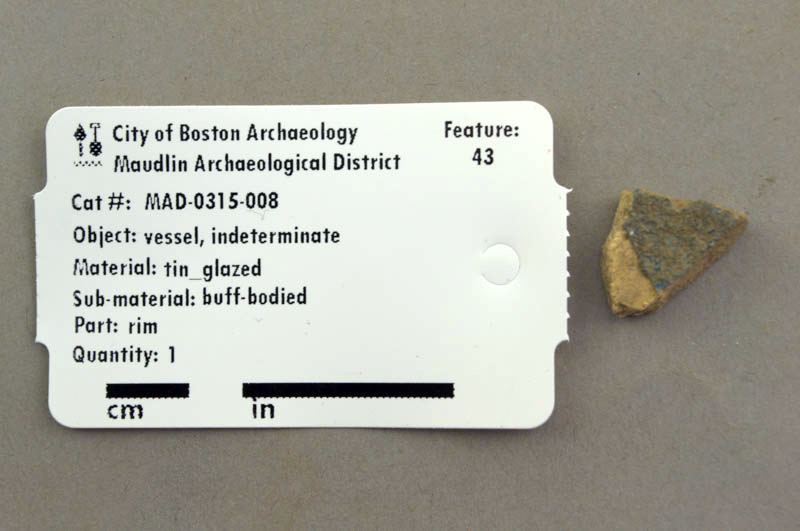 City of Boston Archaeology
Maudlin Archaeological District
Feature:
43
Cat #: MAD-0315-008
Object: vessel, indeterminate
Material: tin_glazed
Sub-material: buff-bodied
Part: rim
Quantity: 1
cm in